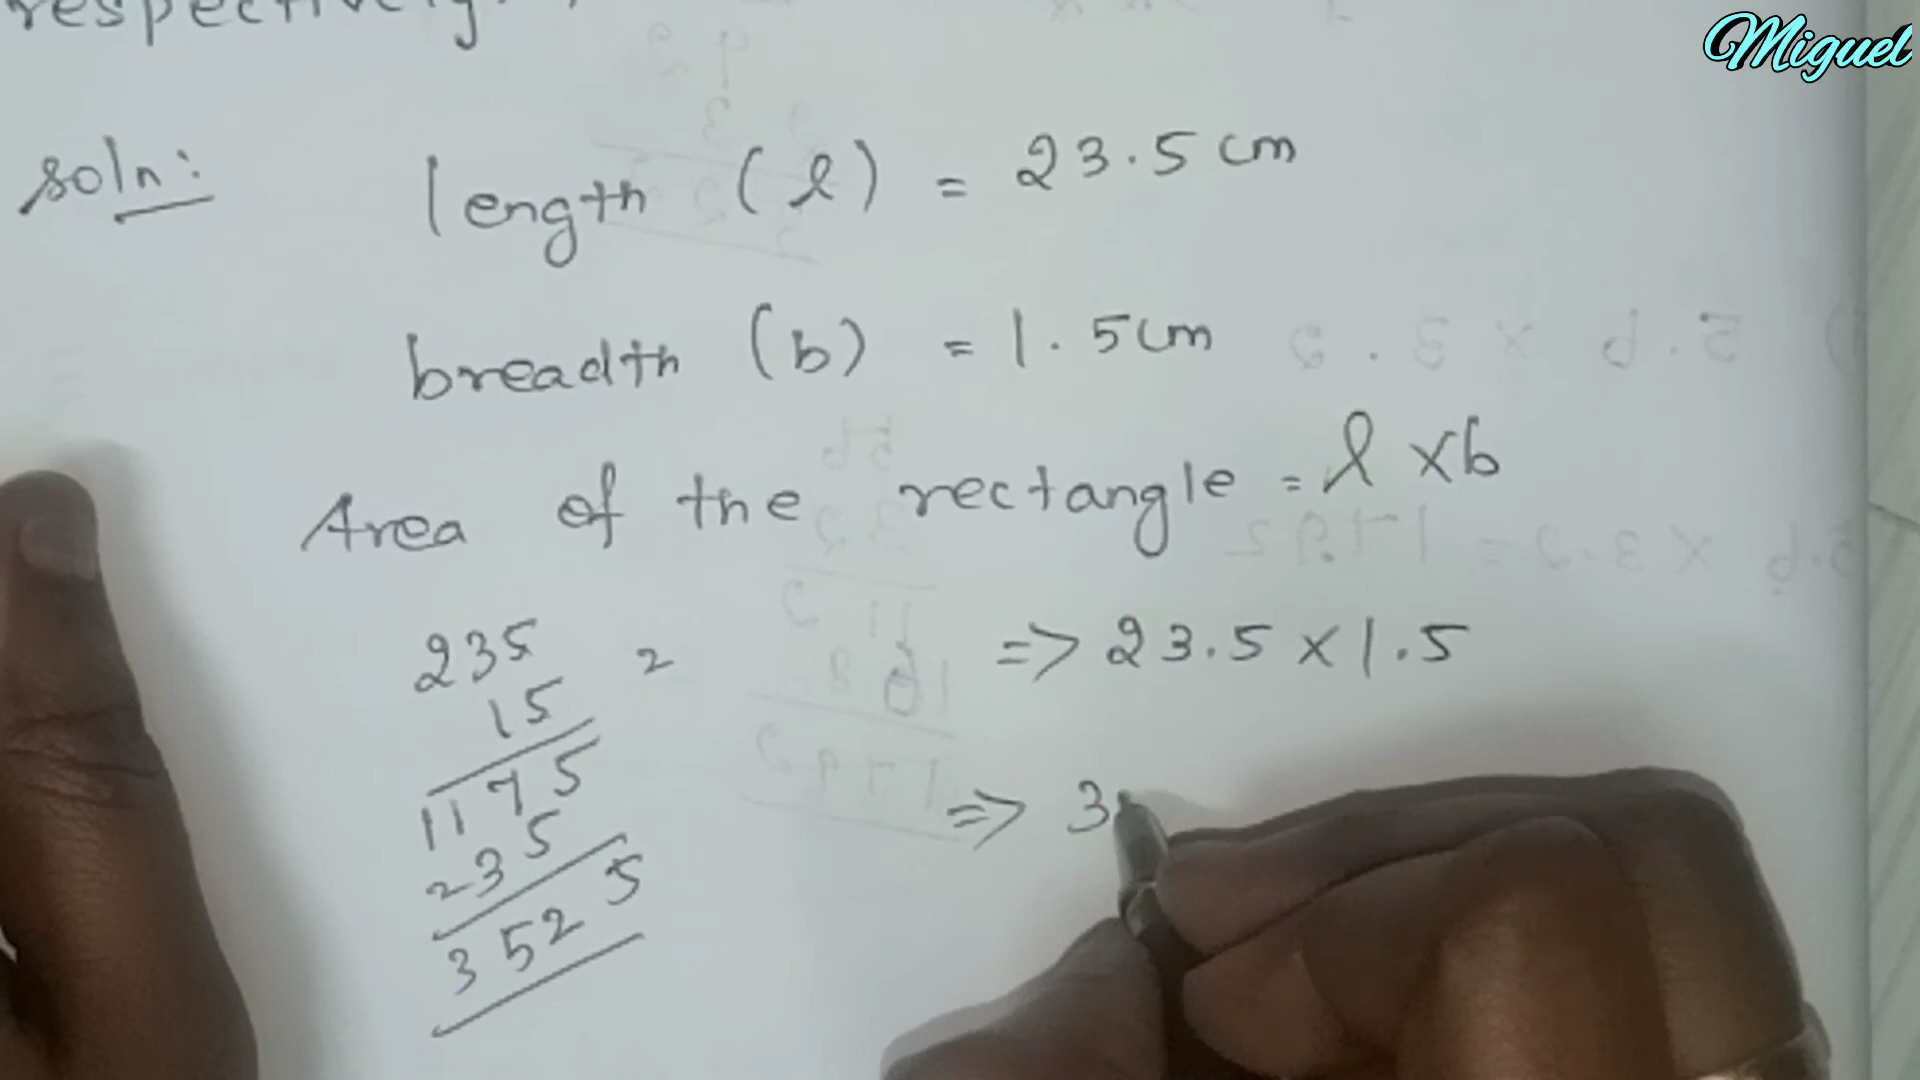 respectively.
Miguel
soln: length (l) = 23.5 cm
breadth (b) = 1.5 cm
Area of the rectangle = l × b
235 = => 23.5 × 1.5
15
1175
235
3525
=> 3